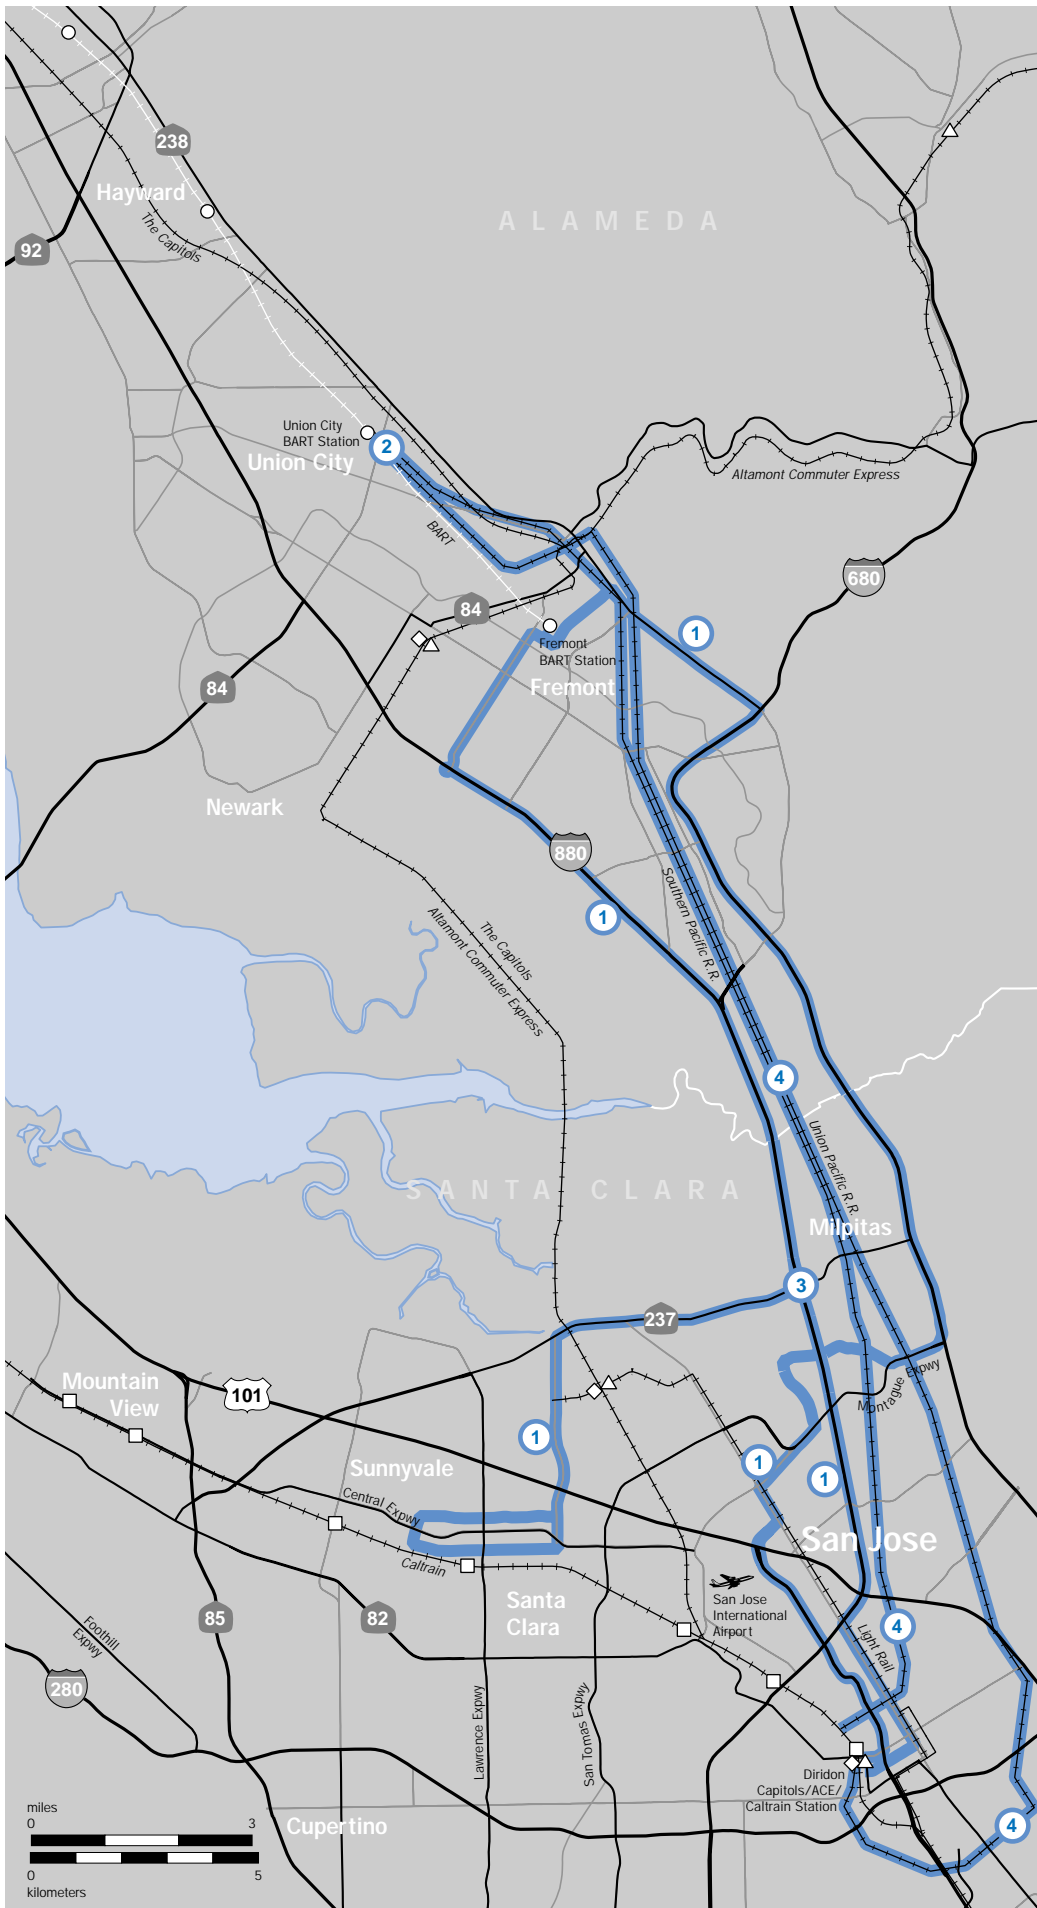 238
Hayward
The Capitols
92
ALAMEDA
Union City
BART Station
2
Union City
Altamont Commuter Express
BART
680
84
1
Fremont
BART Station
Fremont
84
Newark
880
1
Southern Pacific R.R.
The Capitols
Altamont Commuter Express
4
Union Pacific R.R.
SANTA CLARA
Milpitas
3
237
Mountain
View
101
Montague Expwy
1
1
1
Sunnyvale
Central Expwy
San Jose
Caltrain
San Jose
International
Airport
Santa
Clara
85
82
4
Foothill
Expwy
Light Rail
280
Lawrence Expwy
San Tomas Expwy
Diridon
Capitols/ACE/
Caltrain Station
miles
0 3
Cupertino
4
0 5
kilometers